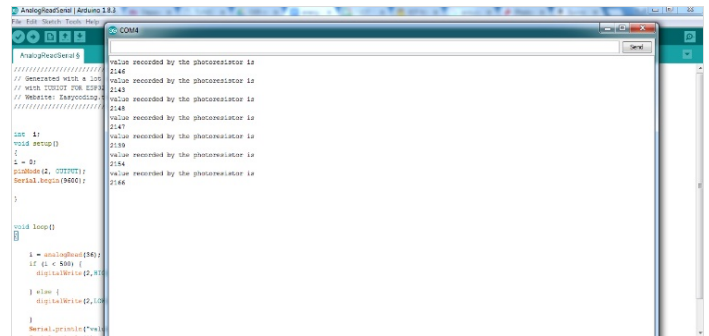 AnalogReadSerial | Arduino 1.8.3
File Edit Sketch Tools Help
COM4
Send
AnalogReadSerial §
value recorded by the photoresistor is
2146
value recorded by the photoresistor is
2143
value recorded by the photoresistor is
2148
value recorded by the photoresistor is
2147
value recorded by the photoresistor is
2159
value recorded by the photoresistor is
2154
value recorded by the photoresistor is
2166
////////////////////////
// Generated with a lot
// with TUNIOT FOR ESP32
// Website: Easycoding.t
////////////////////////
int i;
void setup()
{
i = 0;
pinMode(2, OUTPUT);
Serial.begin(9600);
}
void loop()
{
i = analogRead(36);
if (i < 500) {
digitalWrite(2,HIG
} else {
digitalWrite(2,LOW
}
Serial.println("valu